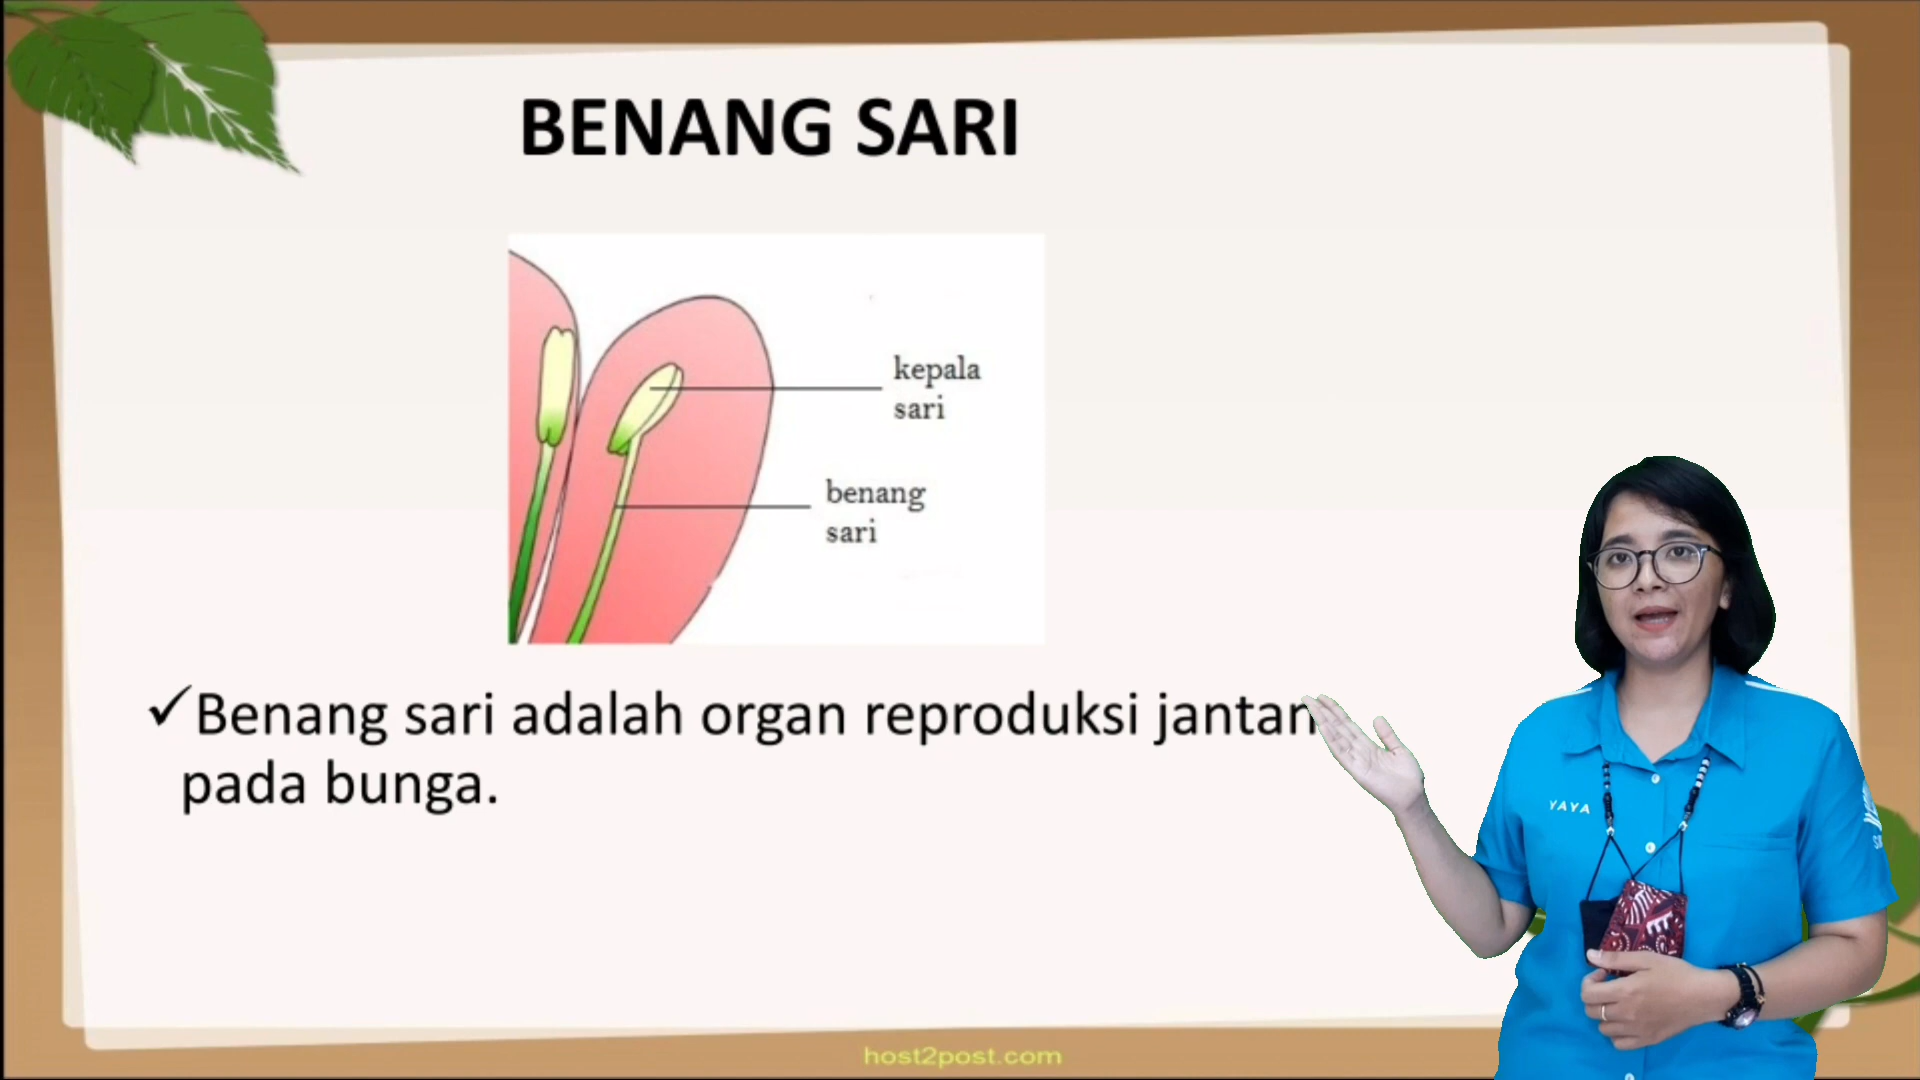 BENANG SARI
kepala
sari
benang
sari
✓Benang sari adalah organ reproduksi jantan
pada bunga.
YAYA
host2post.com